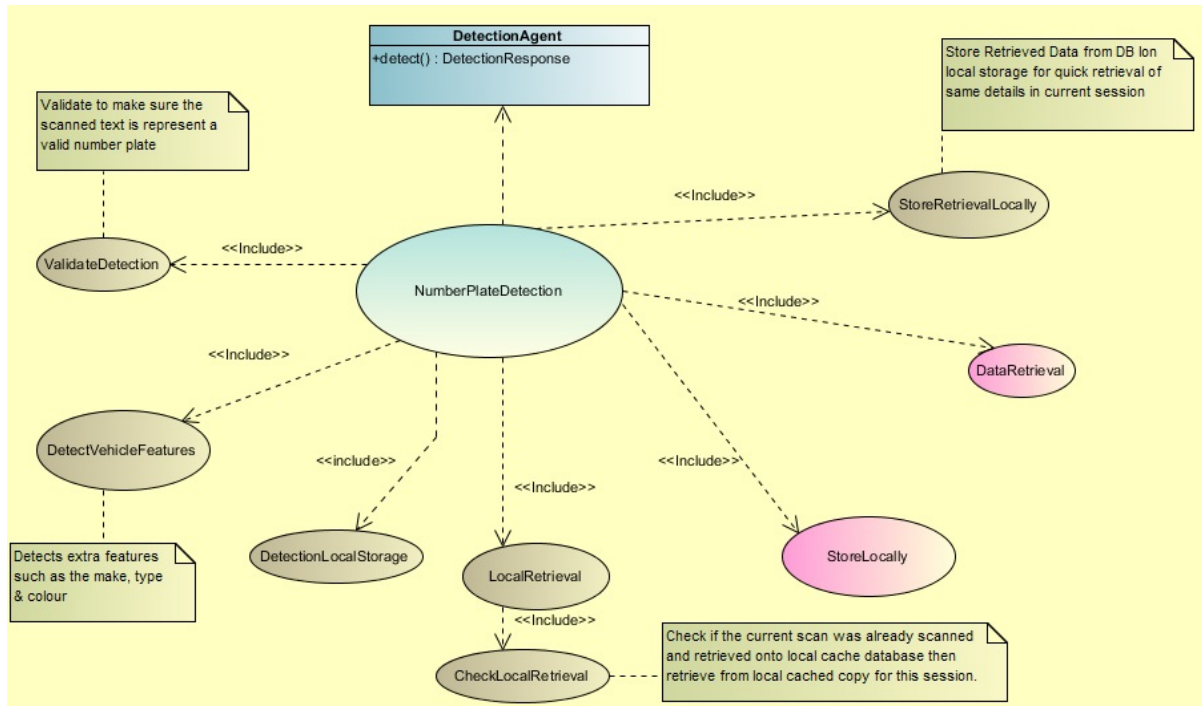 DetectionAgent
+detect() : DetectionResponse
Store Retrieved Data from DB Ion
local storage for quick retrieval of
same details in current session
Validate to make sure the
scanned text is represent a
valid number plate
<<Include>>
StoreRetrievalLocally
<<Include>>
ValidateDetection
NumberPlateDetection
<<Include>>
<<Include>>
DataRetrieval
DetectVehicleFeatures
<<include>>
<<Include>>
<<Include>>
Detects extra features
such as the make, type
& colour
DetectionLocalStorage
LocalRetrieval
StoreLocally
<<Include>>
Check if the current scan was already scanned
and retrieved onto local cache database then
retrieve from local cached copy for this session.
CheckLocalRetrieval